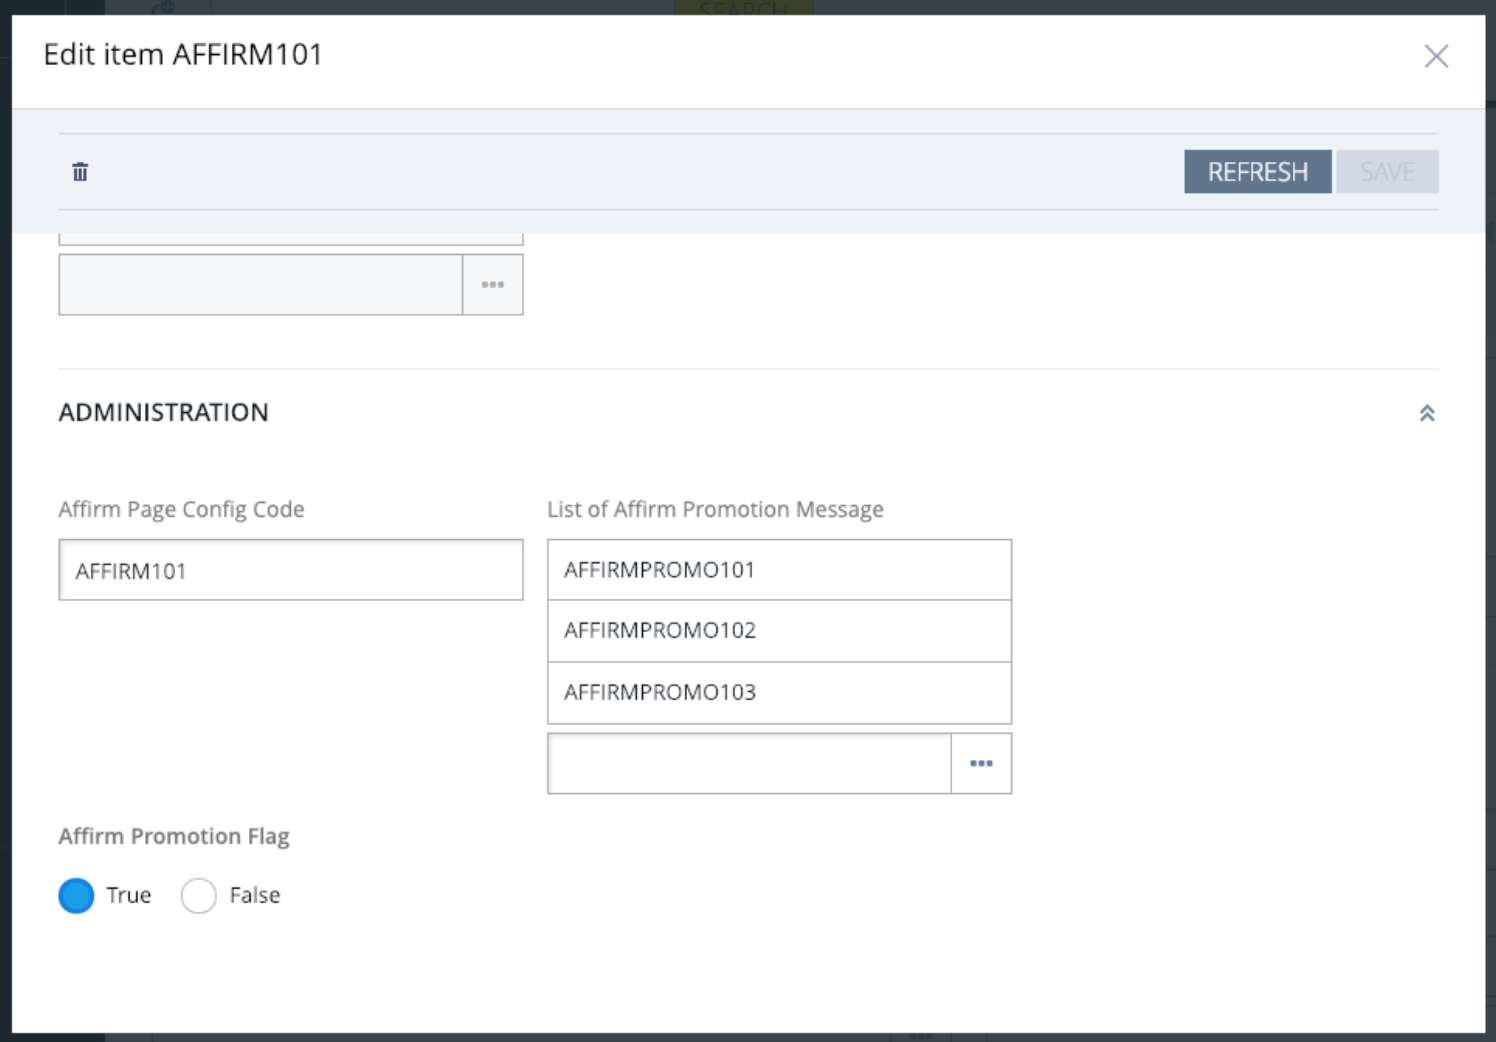 SEARCH
Edit item AFFIRM101
REFRESH SAVE
ADMINISTRATION
Affirm Page Config Code
AFFIRM101
List of Affirm Promotion Message
AFFIRMPROMO101
AFFIRMPROMO102
AFFIRMPROMO103
Affirm Promotion Flag
True False